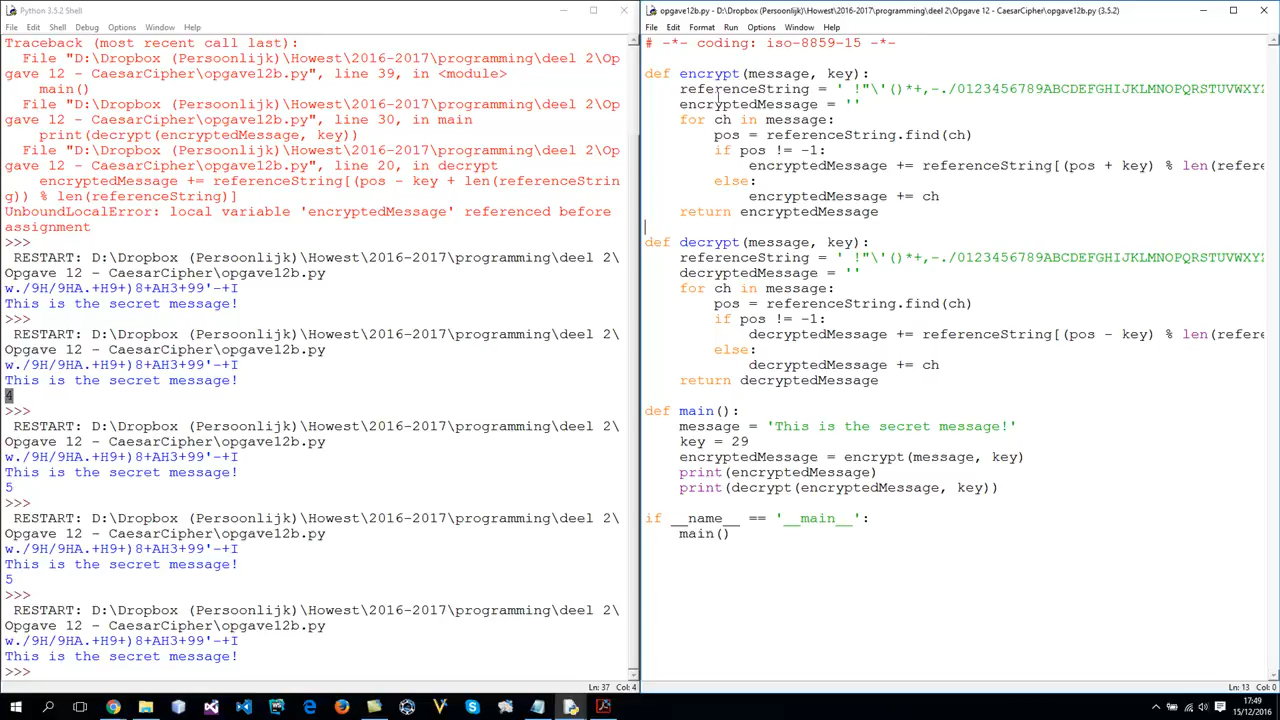 Python 3.5.2 Shell
File Edit Shell Debug Options Window Help
Traceback (most recent call last):
File "D:\Dropbox (Persoonlijk)\Howest\2016-2017\programming\deel 2\Op
gave 12 - CaesarCipher\opgave12b.py", line 39, in <module>
main()
File "D:\Dropbox (Persoonlijk)\Howest\2016-2017\programming\deel 2\Op
gave 12 - CaesarCipher\opgave12b.py", line 30, in main
print(decrypt(encryptedMessage, key))
File "D:\Dropbox (Persoonlijk)\Howest\2016-2017\programming\deel 2\Op
gave 12 - CaesarCipher\opgave12b.py", line 20, in decrypt
encryptedMessage += referenceString[(pos - key + len(referenceStrin
g)) % len(referenceString)]
UnboundLocalError: local variable 'encryptedMessage' referenced before
assignment
>>>
RESTART: D:\Dropbox (Persoonlijk)\Howest\2016-2017\programming\deel 2\
Opgave 12 - CaesarCipher\opgave12b.py
w./9H/9HA.+H9+)8+AH3+99'-+I
This is the secret message!
>>>
RESTART: D:\Dropbox (Persoonlijk)\Howest\2016-2017\programming\deel 2\
Opgave 12 - CaesarCipher\opgave12b.py
w./9H/9HA.+H9+)8+AH3+99'-+I
This is the secret message!
4
>>>
RESTART: D:\Dropbox (Persoonlijk)\Howest\2016-2017\programming\deel 2\
Opgave 12 - CaesarCipher\opgave12b.py
w./9H/9HA.+H9+)8+AH3+99'-+I
This is the secret message!
5
>>>
RESTART: D:\Dropbox (Persoonlijk)\Howest\2016-2017\programming\deel 2\
Opgave 12 - CaesarCipher\opgave12b.py
w./9H/9HA.+H9+)8+AH3+99'-+I
This is the secret message!
5
>>>
RESTART: D:\Dropbox (Persoonlijk)\Howest\2016-2017\programming\deel 2\
Opgave 12 - CaesarCipher\opgave12b.py
w./9H/9HA.+H9+)8+AH3+99'-+I
This is the secret message!
>>>
Ln: 37 Col: 4
opgave12b.py - D:\Dropbox (Persoonlijk)\Howest\2016-2017\programming\deel 2\Opgave 12 - CaesarCipher\opgave12b.py (3.5.2)
File Edit Format Run Options Window Help
# -*- coding: iso-8859-15 -*-
def encrypt(message, key):
referenceString = ' !"\'()*+,-./0123456789ABCDEFGHIJKLMNOPQRSTUVWXYZ
encryptedMessage = ''
for ch in message:
pos = referenceString.find(ch)
if pos != -1:
encryptedMessage += referenceString[(pos + key) % len(refere
else:
encryptedMessage += ch
return encryptedMessage
def decrypt(message, key):
referenceString = ' !"\'()*+,-./0123456789ABCDEFGHIJKLMNOPQRSTUVWXYZ
decryptedMessage = ''
for ch in message:
pos = referenceString.find(ch)
if pos != -1:
decryptedMessage += referenceString[(pos - key) % len(refere
else:
decryptedMessage += ch
return decryptedMessage
def main():
message = 'This is the secret message!'
key = 29
encryptedMessage = encrypt(message, key)
print(encryptedMessage)
print(decrypt(encryptedMessage, key))
if __name__ == '__main__':
main()
Ln: 13 Col: 0
17:49
15/12/2016